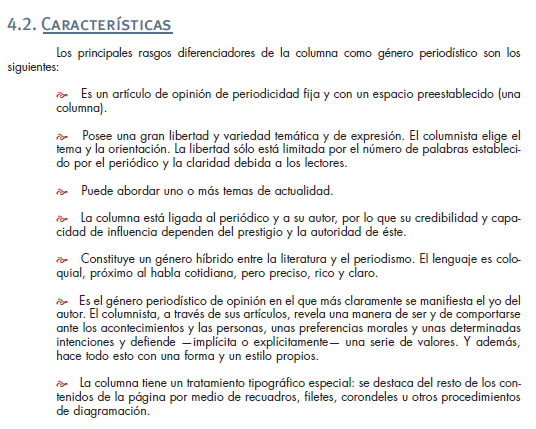 4.2. Características
Los principales rasgos diferenciadores de la columna como género periodístico son los
siguientes:
Es un artículo de opinión de periodicidad fija y con un espacio preestablecido (una
columna).
Posee una gran libertad y variedad temática y de expresión. El columnista elige el
tema y la orientación. La libertad sólo está limitada por el número de palabras estableci-
do por el periódico y la claridad debida a los lectores.
Puede abordar uno o más temas de actualidad.
La columna está ligada al periódico y a su autor, por lo que su credibilidad y capa-
cidad de influencia dependen del prestigio y la autoridad de éste.
Constituye un género híbrido entre la literatura y el periodismo. El lenguaje es colo-
quial, próximo al habla cotidiana, pero preciso, rico y claro.
Es el género periodístico de opinión en el que más claramente se manifiesta el yo del
autor. El columnista, a través de sus artículos, revela una manera de ser y de comportarse
ante los acontecimientos y las personas, unas preferencias morales y unas determinadas
intenciones y defiende —implícita o explícitamente— una serie de valores. Y además,
hace todo esto con una forma y un estilo propios.
La columna tiene un tratamiento tipográfico especial: se destaca del resto de los con-
tenidos de la página por medio de recuadros, filetes, corondeles u otros procedimientos
de diagramación.